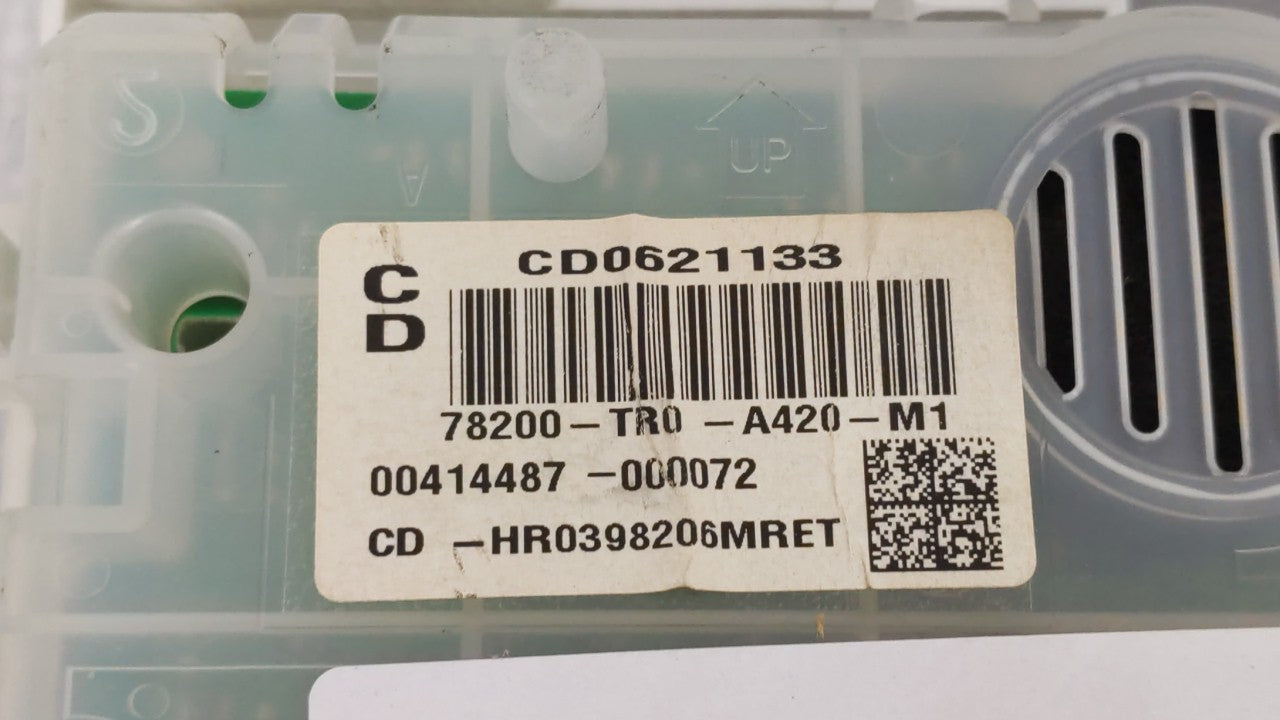 S
A
UP
CD0621133
C
D
78200-TR0-A420-M1
00414487-000072
CD-HR0398206MRET